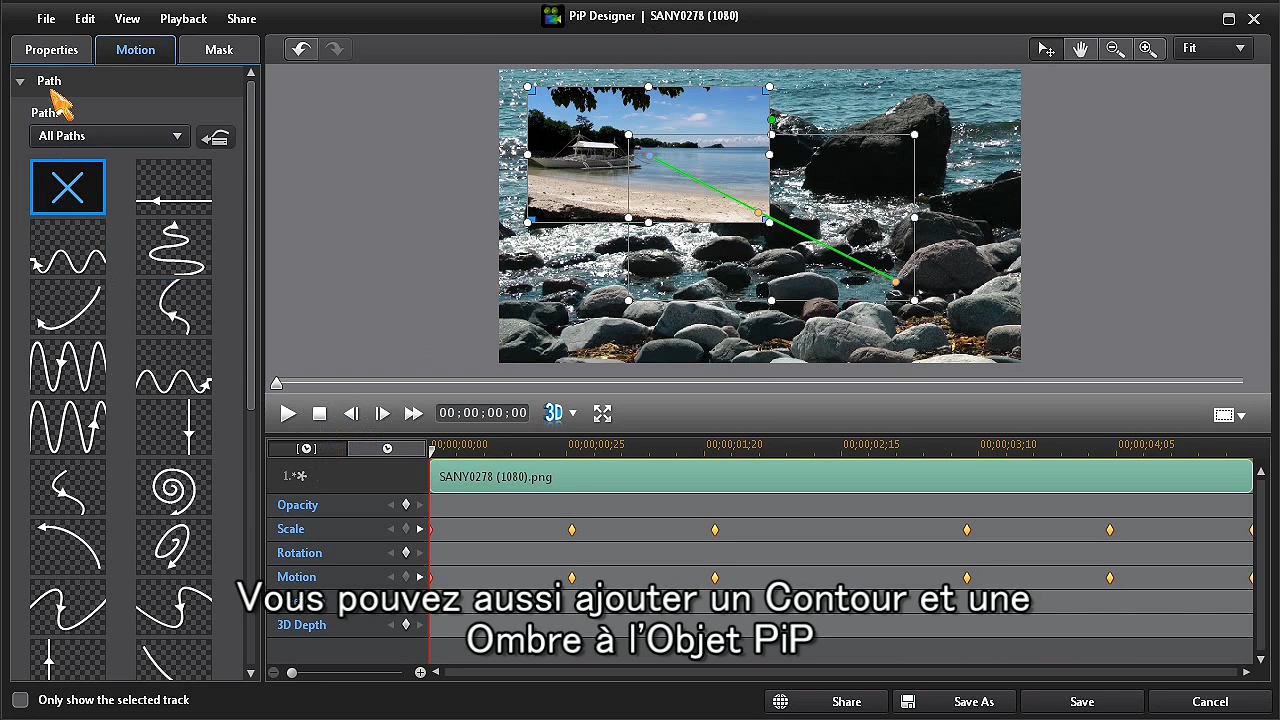 File Edit View Playback Share
PiP Designer | SANY0278 (1080)
Properties Motion Mask
Fit
Path
Path
All Paths
00;00;00;00 3D
00;00;00;00 00;00;00;25 00;00;01;20 00;00;02;15 00;00;03;10 00;00;04;05
1.*
SANY0278 (1080).png
Opacity
Scale
Rotation
Motion
3D Depth
Vous pouvez aussi ajouter un Contour et une
Ombre à l'Objet PiP
Only show the selected track
Share Save As Save Cancel